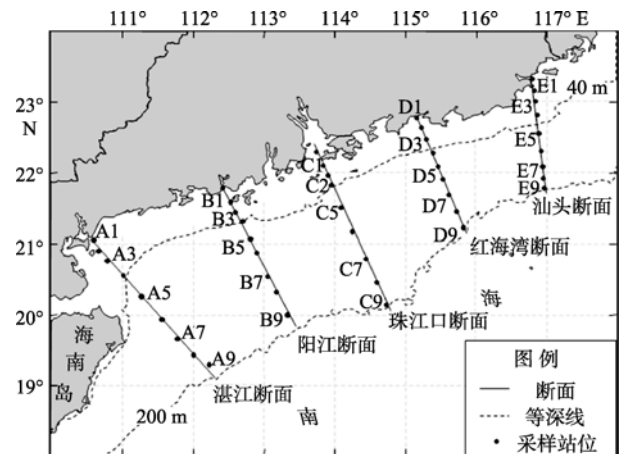 111° 112° 113° 114° 115° 116° 117° E
40 m
23°
N
22°
21°
20°
19°
E1
E3
E5
E7
E9
汕头断面
D1
D3
D5
D7
D9
红海湾断面
C1
C2
C5
C7
C9
珠江口断面
B1
B3
B5
B7
B9
阳江断面
A1
A3
A5
A7
A9
湛江断面
海
南
岛
200 m
海
南
图 例
断面
等深线
采样站位